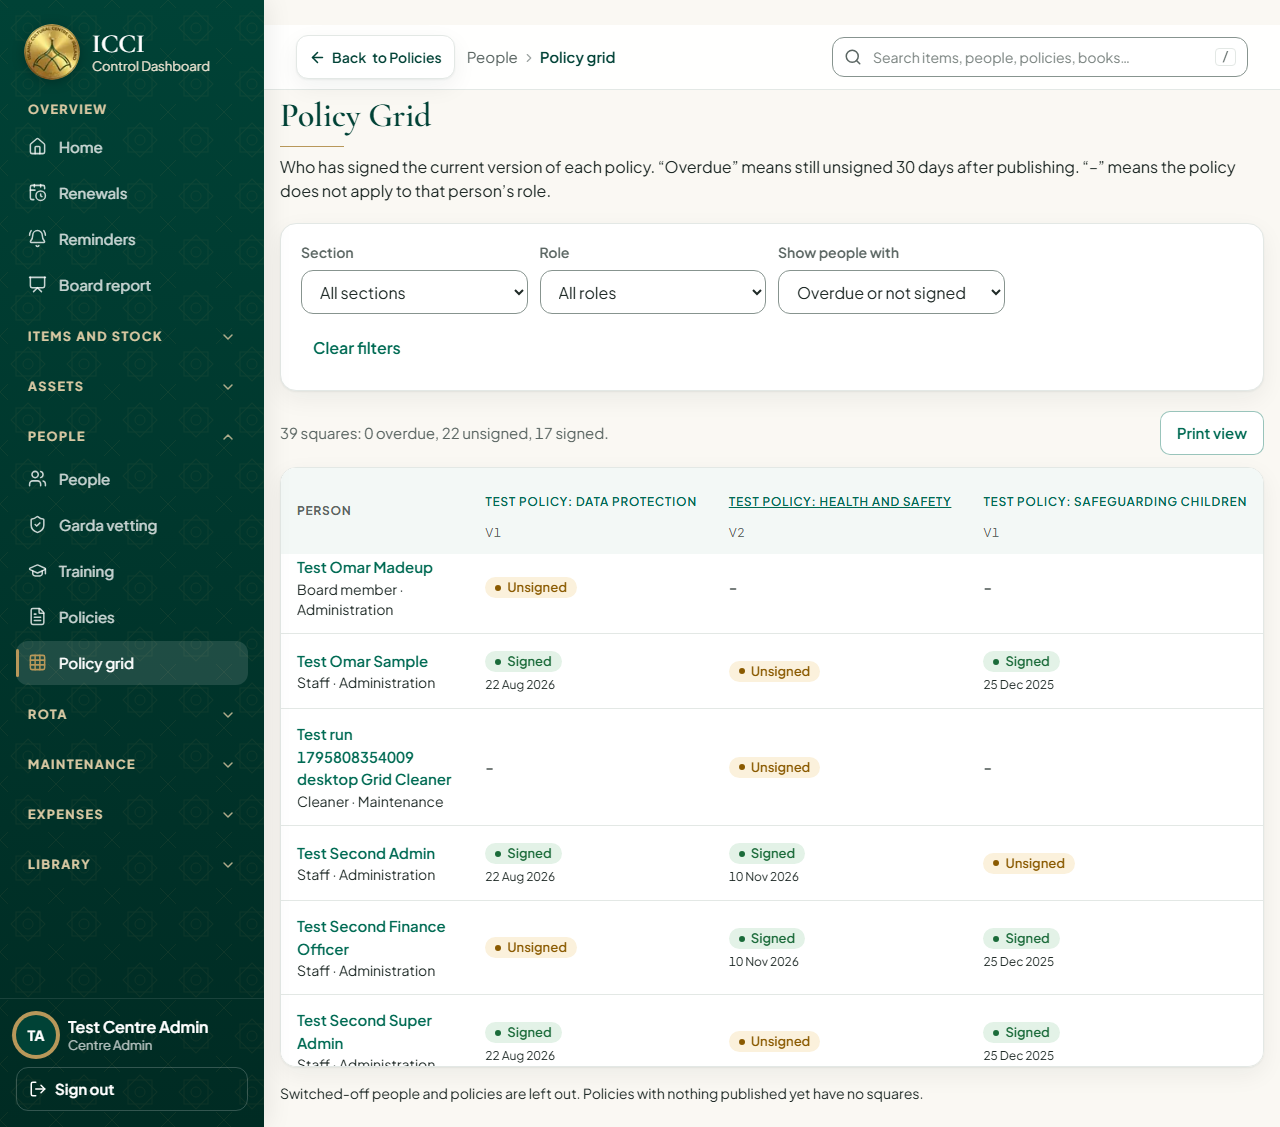 ICCI
Control Dashboard
OVERVIEW
Home
Renewals
Reminders
Board report
ITEMS AND STOCK
ASSETS
PEOPLE
People
Garda vetting
Training
Policies
Policy grid
ROTA
MAINTENANCE
EXPENSES
LIBRARY
TA
Test Centre Admin
Centre Admin
Sign out
Back to Policies
People › Policy grid
Search items, people, policies, books…
/
Policy Grid
Who has signed the current version of each policy. “Overdue” means still unsigned 30 days after publishing. “–” means the policy
does not apply to that person’s role.
Section
All sections
Role
All roles
Show people with
Overdue or not signed
Clear filters
39 squares: 0 overdue, 22 unsigned, 17 signed.
Print view
PERSON
TEST POLICY: DATA PROTECTION
V1
TEST POLICY: HEALTH AND SAFETY
V2
TEST POLICY: SAFEGUARDING CHILDREN
V1
Test Omar Madeup
Board member ·
Administration
Unsigned
–
–
Test Omar Sample
Staff · Administration
Signed
22 Aug 2026
Unsigned
Signed
25 Dec 2025
Test run
1795808354009
desktop Grid Cleaner
Cleaner · Maintenance
–
Unsigned
–
Test Second Admin
Staff · Administration
Signed
22 Aug 2026
Signed
10 Nov 2026
Unsigned
Test Second Finance
Officer
Staff · Administration
Unsigned
Signed
10 Nov 2026
Signed
25 Dec 2025
Test Second Super
Admin
Staff · Administration
Signed
22 Aug 2026
Unsigned
Signed
25 Dec 2025
Switched-off people and policies are left out. Policies with nothing published yet have no squares.